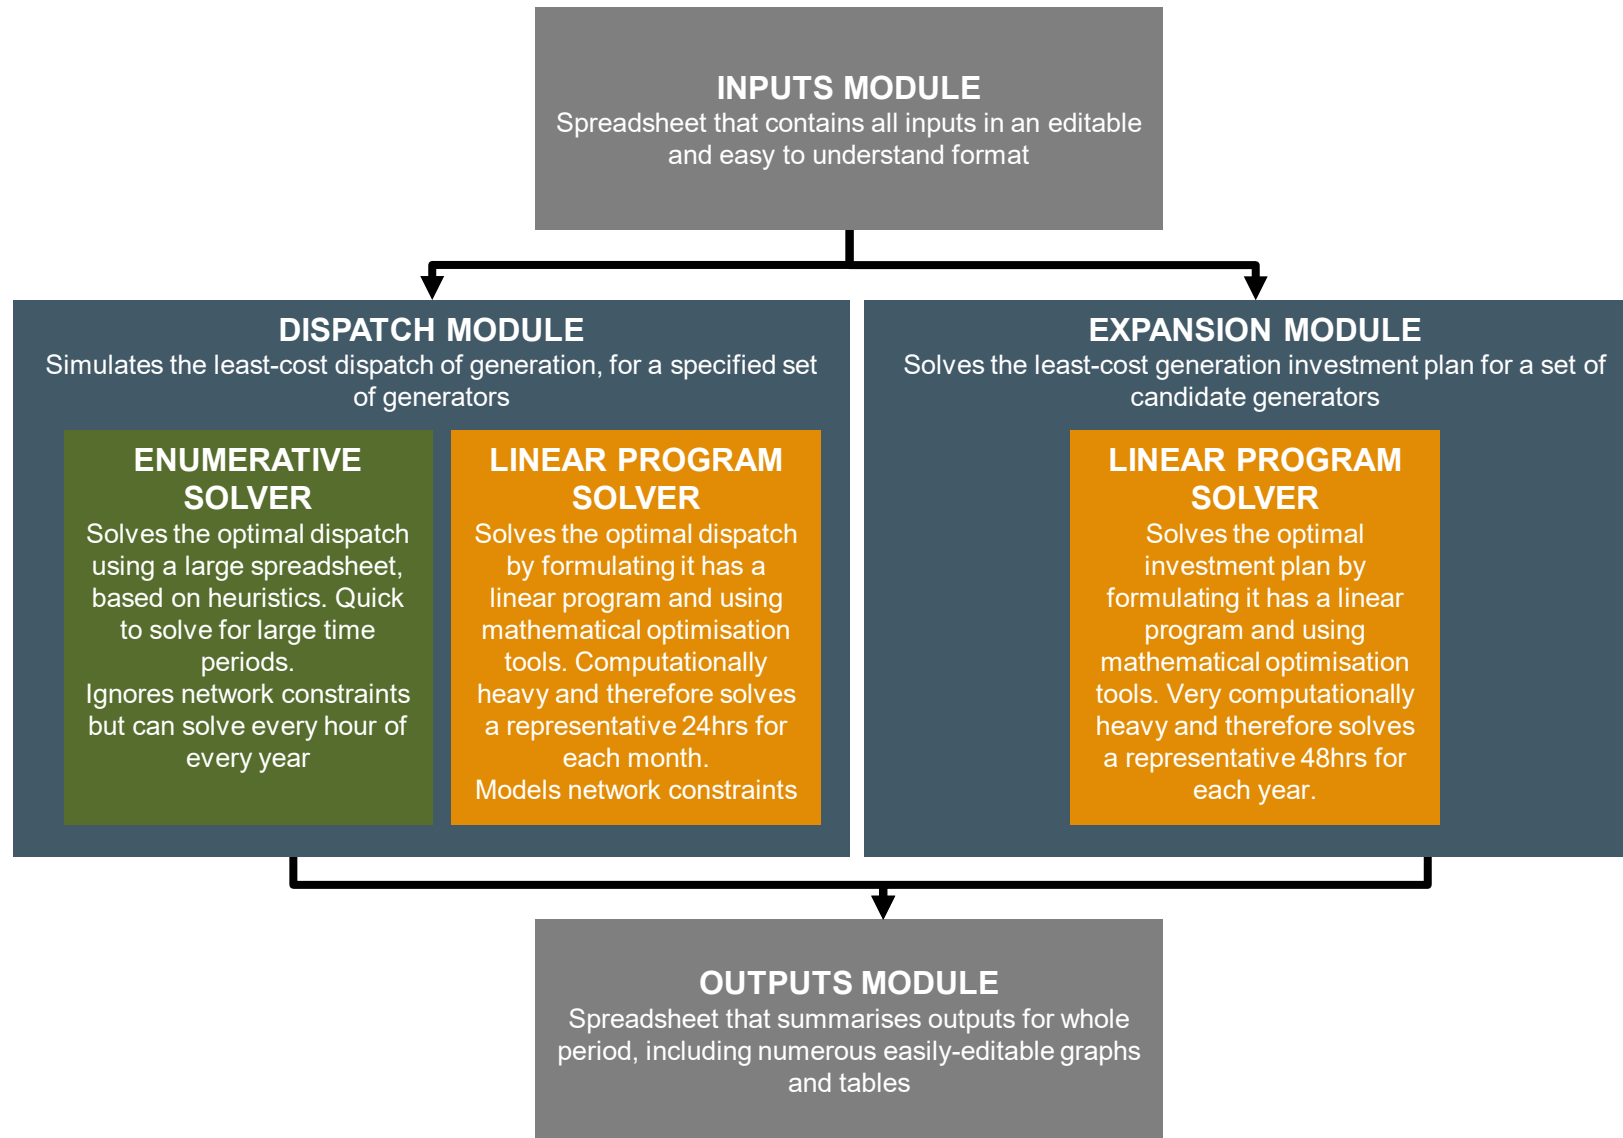 INPUTS MODULE
Spreadsheet that contains all inputs in an editable
and easy to understand format
DISPATCH MODULE
Simulates the least-cost dispatch of generation, for a specified set
of generators
ENUMERATIVE
SOLVER
Solves the optimal dispatch
using a large spreadsheet,
based on heuristics. Quick
to solve for large time
periods.
Ignores network constraints
but can solve every hour of
every year
LINEAR PROGRAM
SOLVER
Solves the optimal dispatch
by formulating it has a
linear program and using
mathematical optimisation
tools. Computationally
heavy and therefore solves
a representative 24hrs for
each month.
Models network constraints
EXPANSION MODULE
Solves the least-cost generation investment plan for a set of
candidate generators
LINEAR PROGRAM
SOLVER
Solves the optimal
investment plan by
formulating it has a linear
program and using
mathematical optimisation
tools. Very computationally
heavy and therefore solves
a representative 48hrs for
each year.
OUTPUTS MODULE
Spreadsheet that summarises outputs for whole
period, including numerous easily-editable graphs
and tables